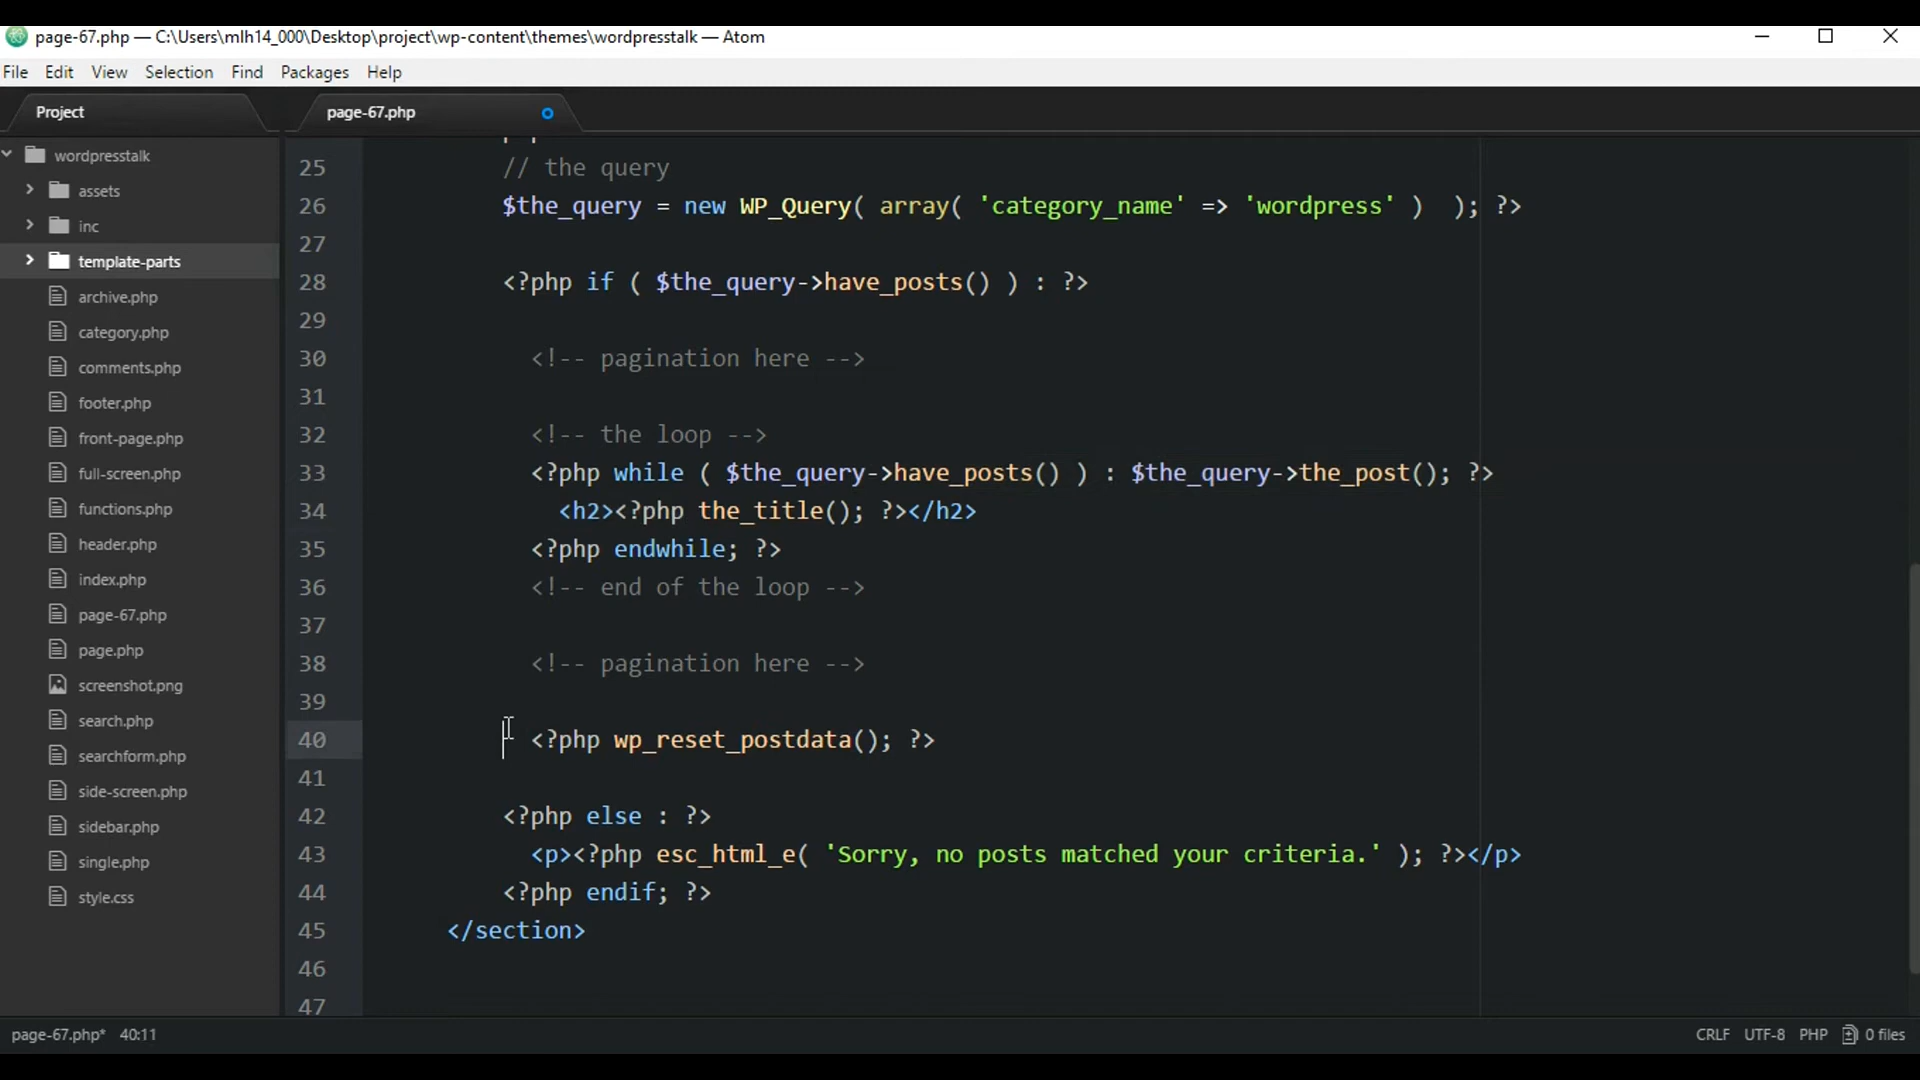 page-67.php — C:\Users\mlh14_000\Desktop\project\wp-content\themes\wordpresstalk — Atom
File Edit View Selection Find Packages Help
Project
page-67.php
wordpresstalk
assets
inc
template-parts
archive.php
category.php
comments.php
footer.php
front-page.php
full-screen.php
functions.php
header.php
index.php
page-67.php
page.php
screenshot.png
search.php
searchform.php
side-screen.php
sidebar.php
single.php
style.css
25 // the query
26 $the_query = new WP_Query( array( 'category_name' => 'wordpress' )  ); ?>
27
28 <?php if ( $the_query->have_posts() ) : ?>
29
30 <!-- pagination here -->
31
32 <!-- the loop -->
33 <?php while ( $the_query->have_posts() ) : $the_query->the_post(); ?>
34 <h2><?php the_title(); ?></h2>
35 <?php endwhile; ?>
36 <!-- end of the loop -->
37
38 <!-- pagination here -->
39
40 <?php wp_reset_postdata(); ?>
41
42 <?php else : ?>
43 <p><?php esc_html_e( 'Sorry, no posts matched your criteria.' ); ?></p>
44 <?php endif; ?>
45 </section>
46
47
page-67.php* 40:11 CRLF UTF-8 PHP 0 files